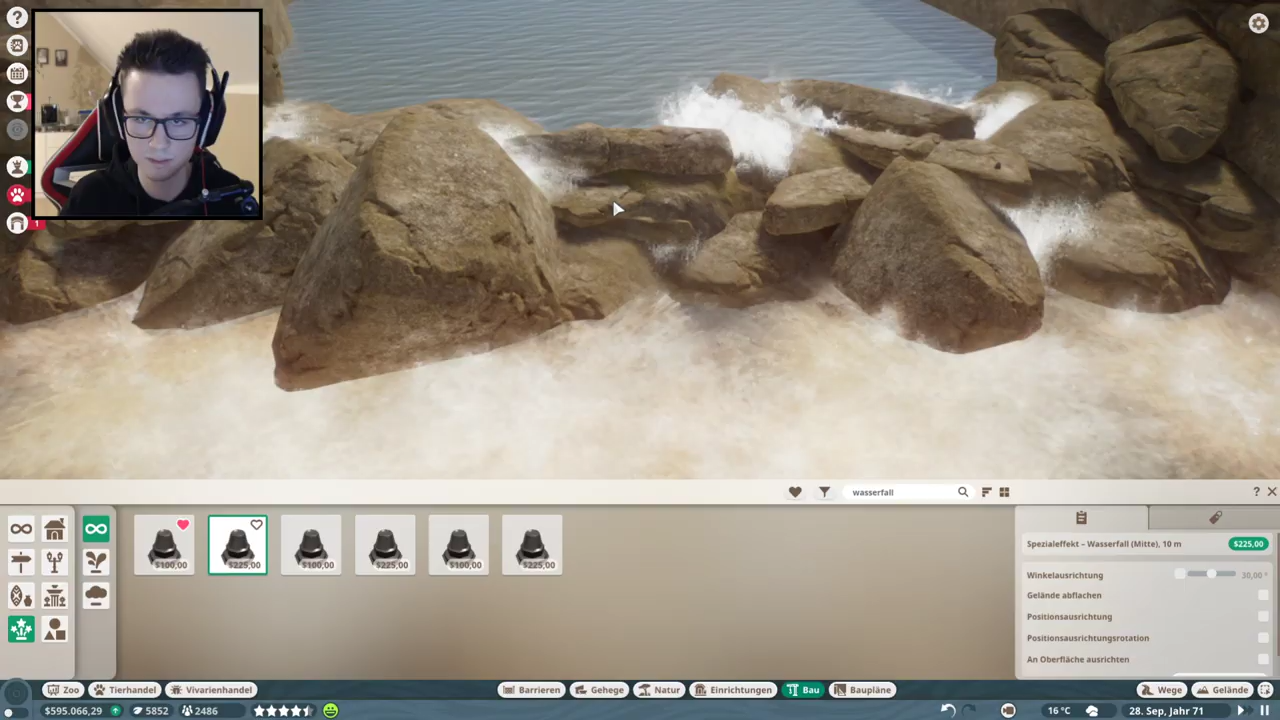 wasserfall
?
$100,00
$225,00
$100,00
$225,00
$100,00
$225,00
Spezialeffekt – Wasserfall (Mitte), 10 m
$225,00
Winkelausrichtung
30,00 °
Gelände abflachen
Positionsausrichtung
Positionsausrichtungsrotation
An Oberfläche ausrichten
Zoo
Tierhandel
Vivarienhandel
Barrieren
Gehege
Natur
Einrichtungen
Bau
Baupläne
Wege
Gelände
$595.066,29
5852
2486
16 °C
28. Sep, Jahr 71